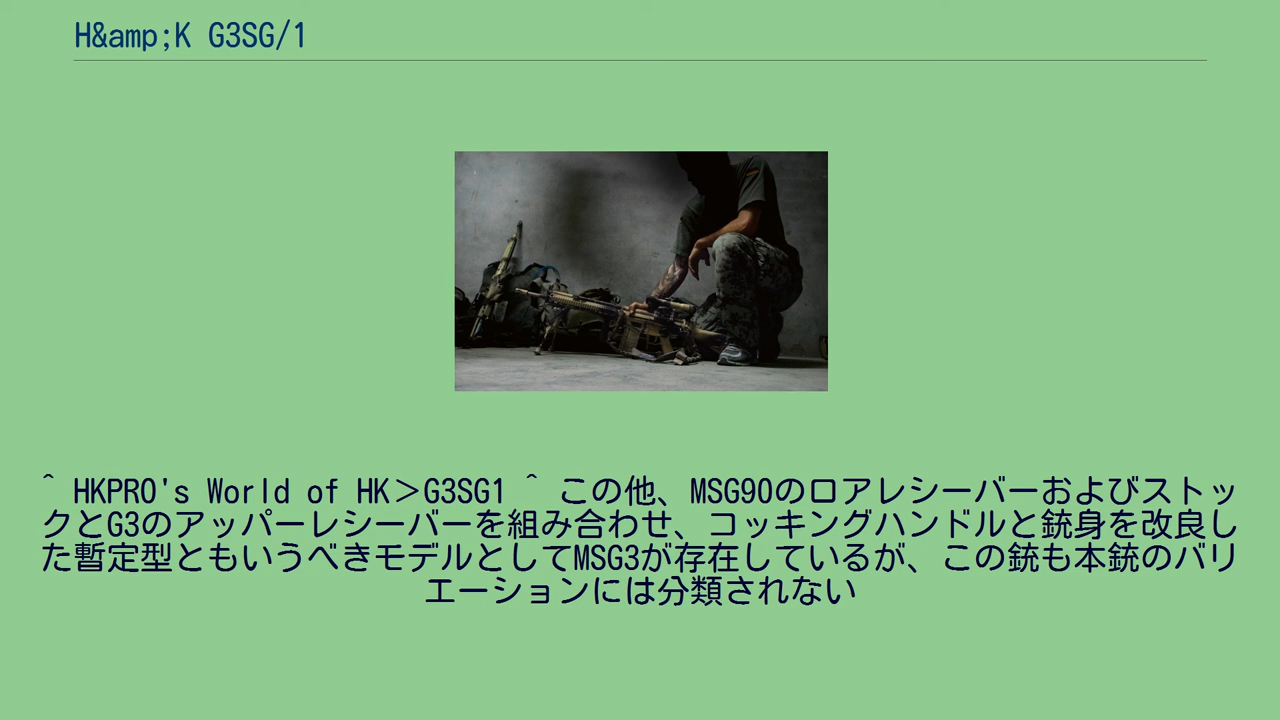 H&amp;K G3SG/1
^ HKPRO's World of HK＞G3SG1 ^ この他、MSG90のロアレシーバーおよびストッ
クとG3のアッパーレシーバーを組み合わせ、コッキングハンドルと銃身を改良し
た暫定型ともいうべきモデルとしてMSG3が存在しているが、この銃も本銃のバリ
エーションには分類されない